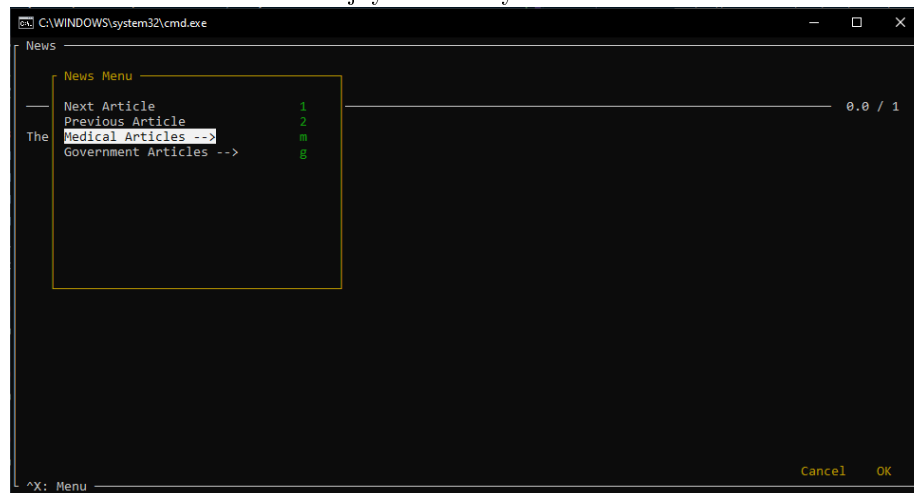 C:\WINDOWS\system32\cmd.exe
News
News Menu
Next Article 1
0.0 / 1
Previous Article 2
The
Medical Articles --> m
Government Articles --> g
Cancel OK
^X: Menu